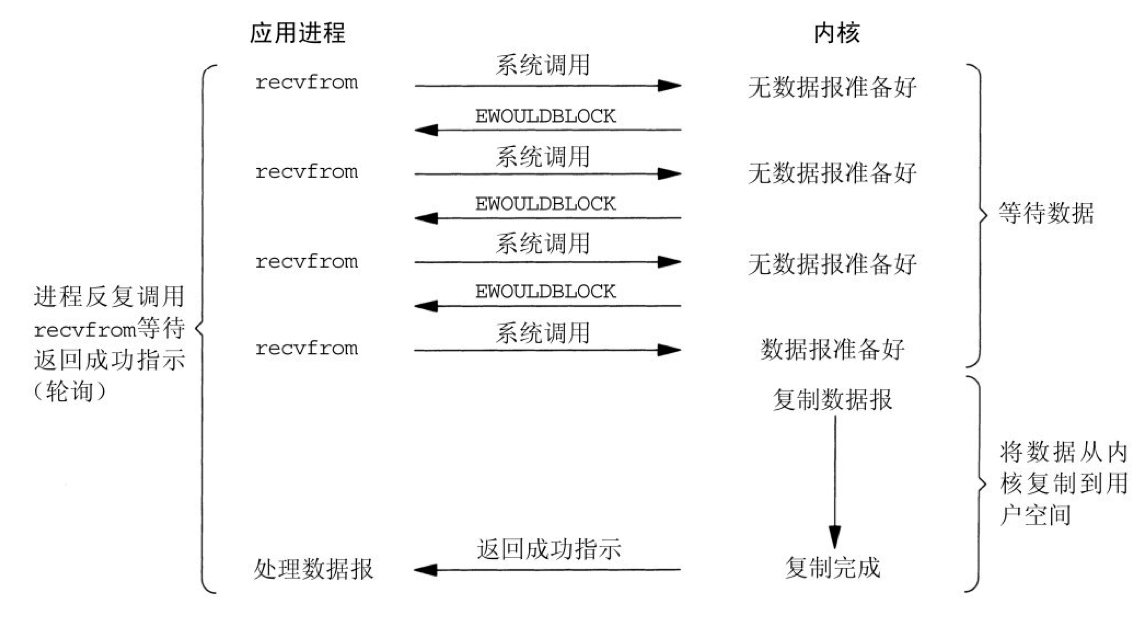 应用进程
内核
recvfrom
系统调用
无数据报准备好
EWOULDBLOCK
recvfrom
系统调用
无数据报准备好
EWOULDBLOCK
recvfrom
系统调用
无数据报准备好
EWOULDBLOCK
recvfrom
系统调用
数据报准备好
等待数据
进程反复调用
recvfrom等待
返回成功指示
（轮询）
复制数据报
将数据从内
核复制到用
户空间
处理数据报
返回成功指示
复制完成